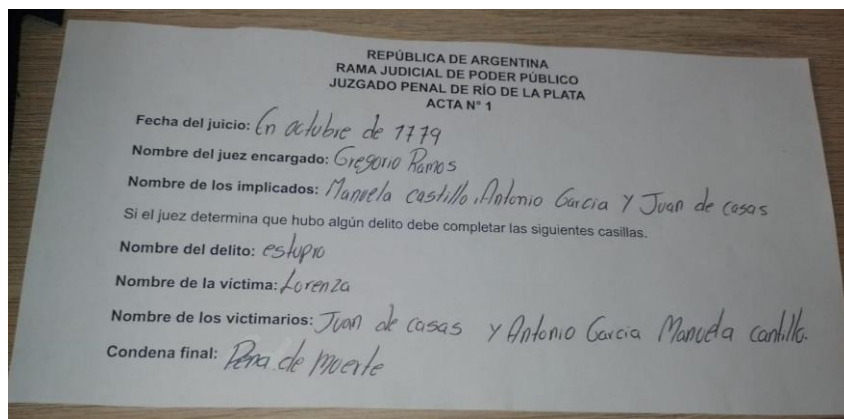 REPÚBLICA DE ARGENTINA
RAMA JUDICIAL DE PODER PÚBLICO
JUZGADO PENAL DE RÍO DE LA PLATA
ACTA N° 1
Fecha del juicio: En octubre de 1779
Nombre del juez encargado: Gregorio Ramos
Nombre de los implicados: Manuela castillo, Antonio Garcia Y Juan de casas
Si el juez determina que hubo algún delito debe completar las siguientes casillas.
Nombre del delito: estupro
Nombre de la víctima: Lorenza
Nombre de los victimarios: Juan de casas y Antonio Garcia Manuela cantillo.
Condena final: Pena de muerte